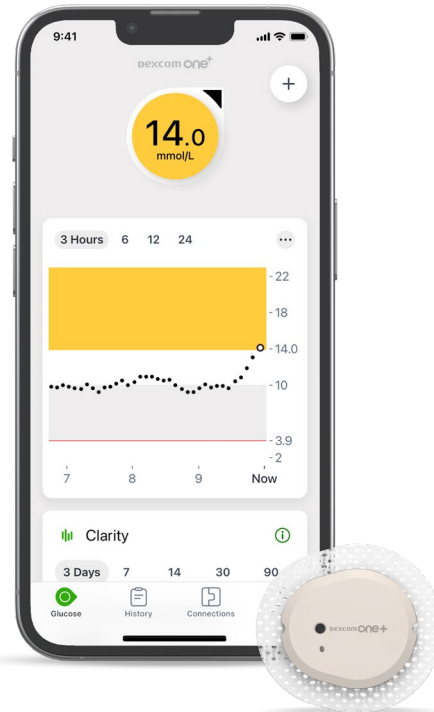 9:41
Dexcom ONE+
+
14.0
mmol/L
3 Hours 6 12 24
22
18
14.0
10
3.9
2
7 8 9 Now
Clarity
3 Days 7 14 30 90
Glucose History Connections
Dexcom ONE+